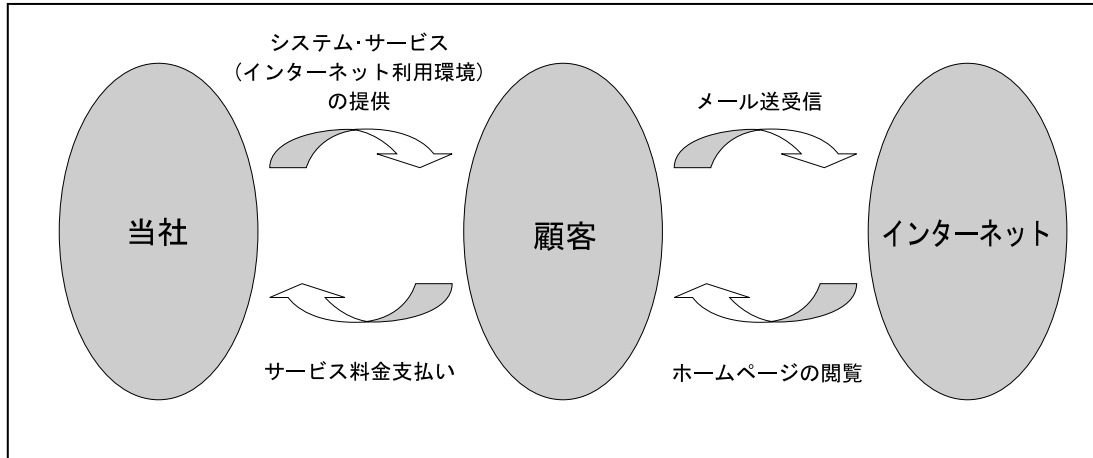 システム・サービス
（インターネット利用環境）
の提供
メール送受信
当社
顧客
インターネット
サービス料金支払い
ホームページの閲覧